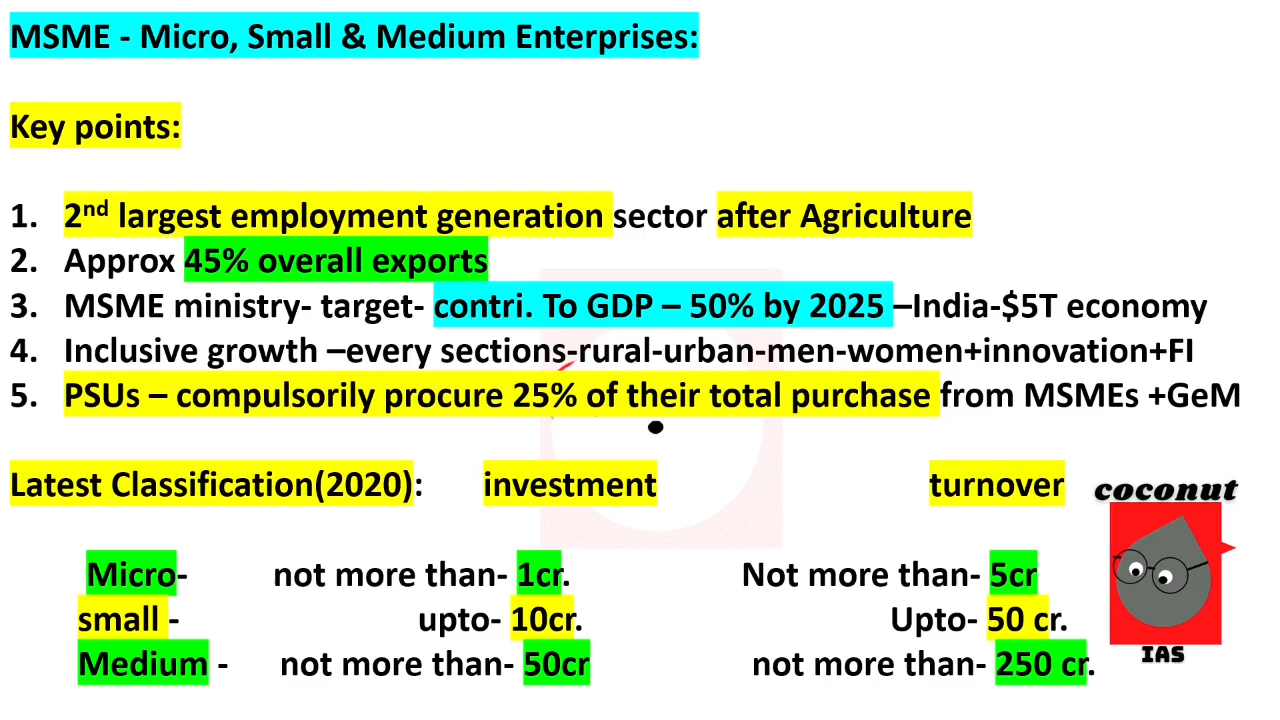 MSME - Micro, Small & Medium Enterprises:
Key points:
1. 2nd largest employment generation sector after Agriculture
2. Approx 45% overall exports
3. MSME ministry- target- contri. To GDP – 50% by 2025 –India-$5T economy
4. Inclusive growth –every sections-rural-urban-men-women+innovation+FI
5. PSUs – compulsorily procure 25% of their total purchase from MSMEs +GeM
Latest Classification(2020): investment turnover
coconut
Micro- not more than- 1cr. Not more than- 5cr
small - upto- 10cr. Upto- 50 cr.
Medium - not more than- 50cr not more than- 250 cr.
IAS